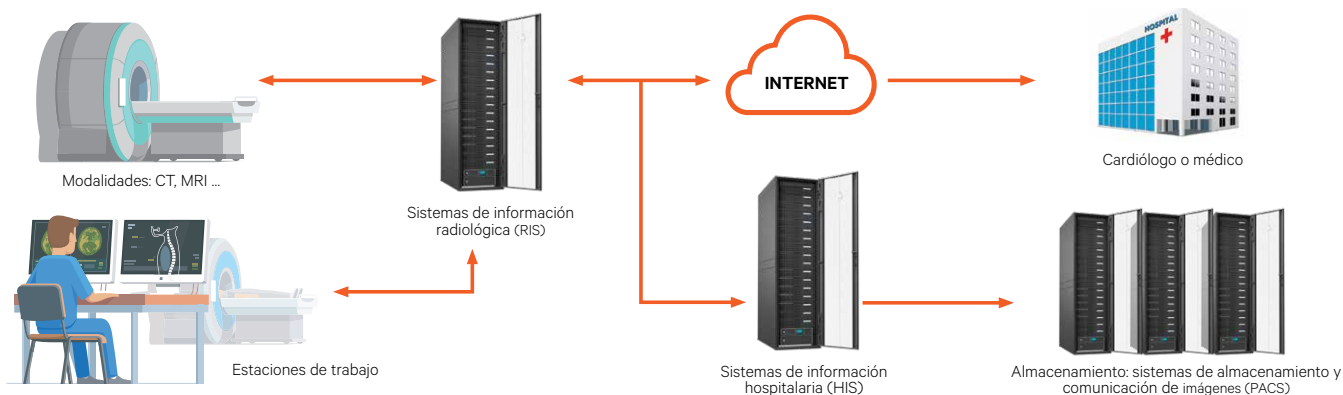 HOSPITAL
INTERNET
Cardiólogo o médico
Modalidades: CT, MRI ...
Sistemas de información
radiológica (RIS)
Estaciones de trabajo
Sistemas de información
hospitalaria (HIS)
Almacenamiento: sistemas de almacenamiento y
comunicación de imágenes (PACS)